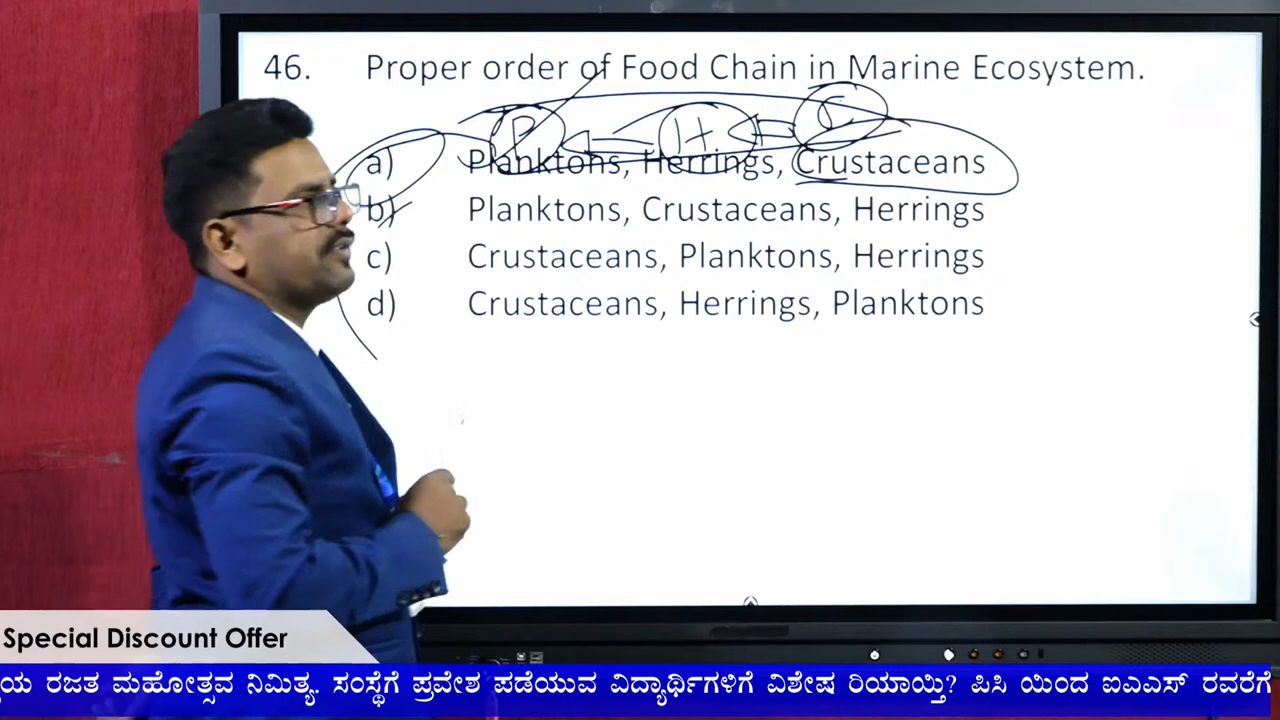 46. Proper order of Food Chain in Marine Ecosystem.
P H C
a) Planktons, Herrings, Crustaceans
b) Planktons, Crustaceans, Herrings
c) Crustaceans, Planktons, Herrings
d) Crustaceans, Herrings, Planktons
Special Discount Offer
ರಜತ ಮಹೋತ್ಸವ ನಿಮಿತ್ಯ. ಸಂಸ್ಥೆಗೆ ಪ್ರವೇಶ ಪಡೆಯುವ ವಿದ್ಯಾರ್ಥಿಗಳಿಗೆ ವಿಶೇಷ ರಿಯಾಯ್ತಿ? ಪಿಸಿ ಯಿಂದ ಐಎಎಸ್ ರವರೆಗೆ